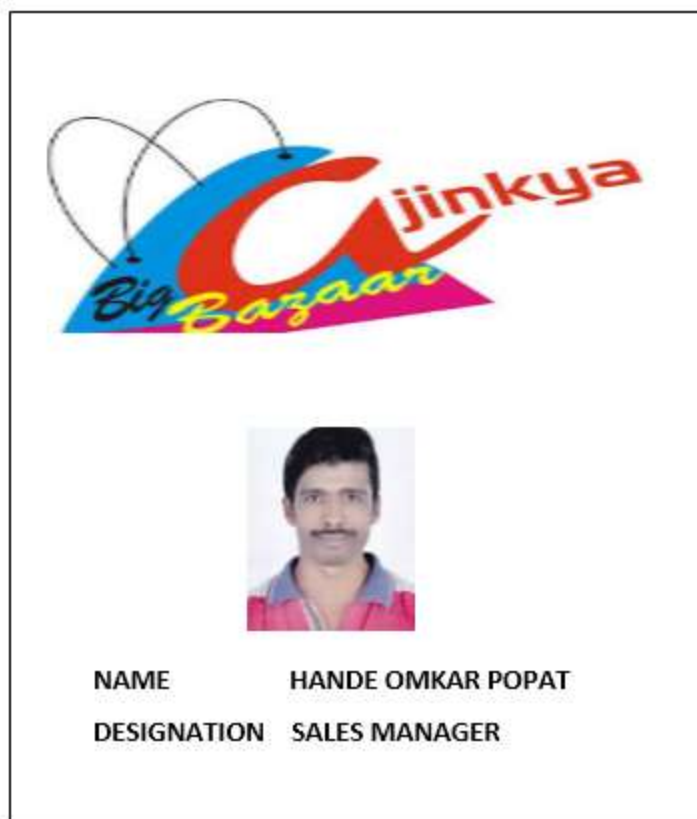 ajinkya
Big Bazaar
NAME HANDE OMKAR POPAT
DESIGNATION SALES MANAGER